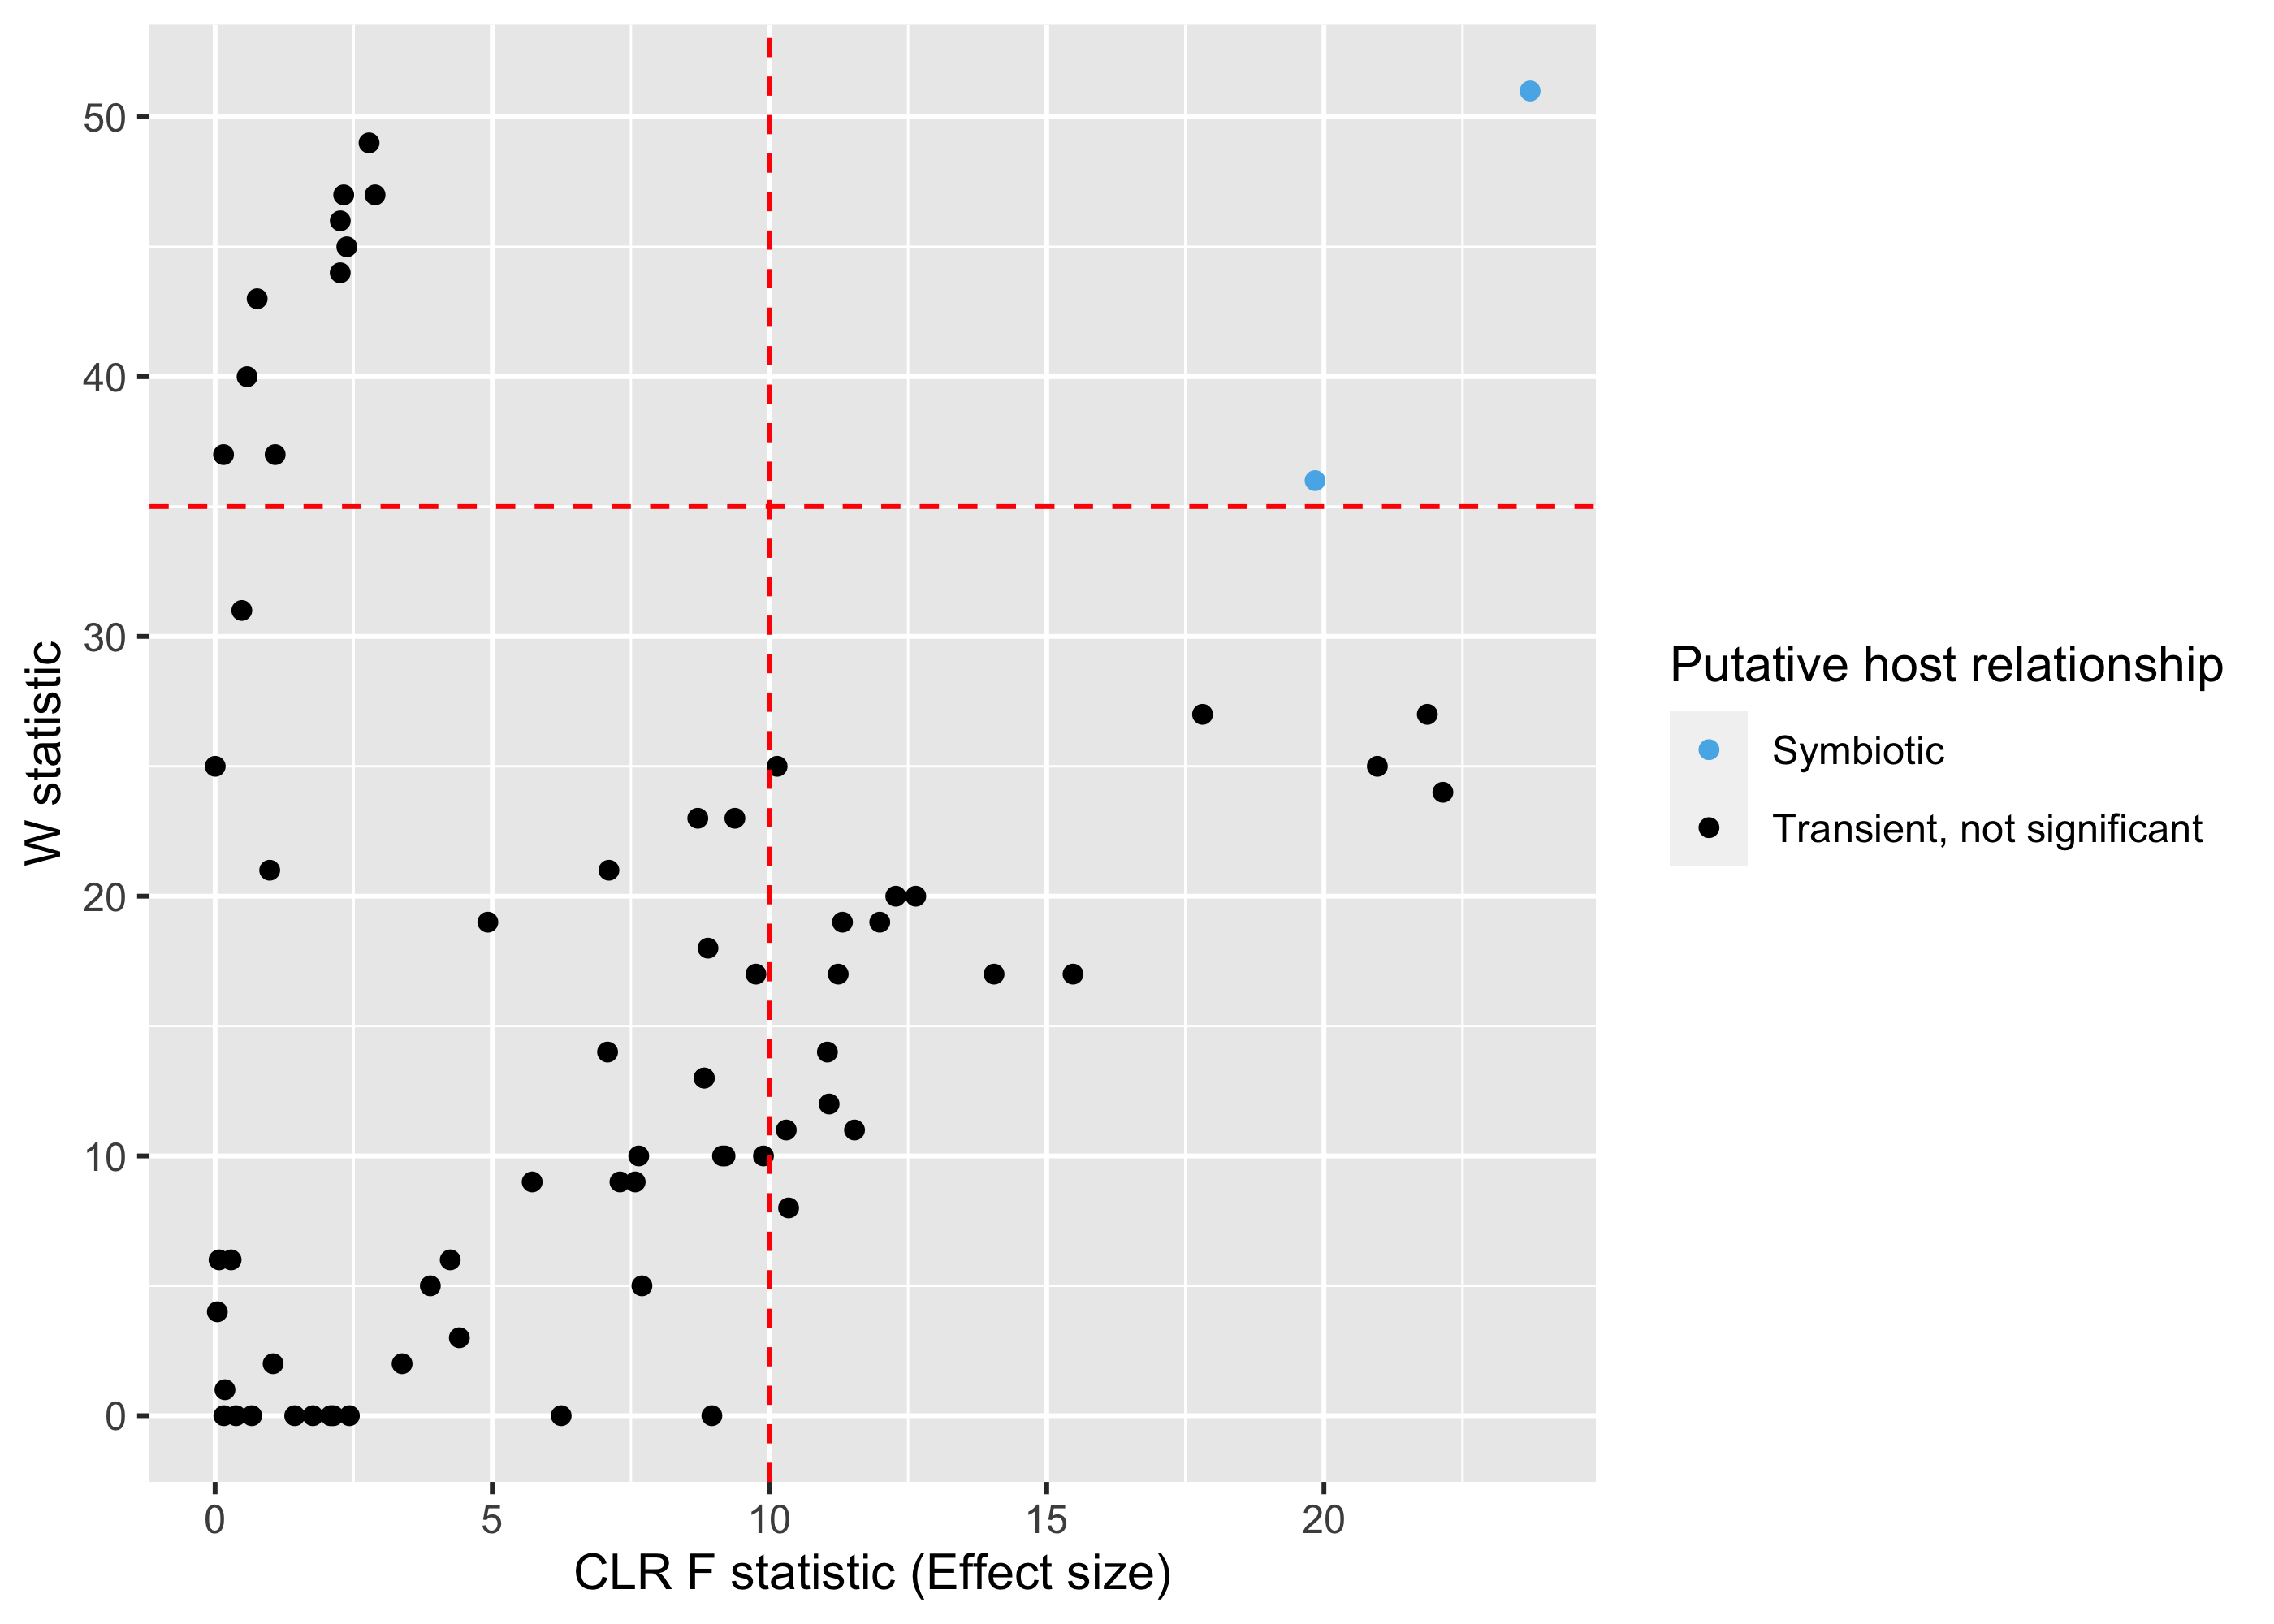 50
40
30
20
10
0
W statistic
0 5 10 15 20
CLR F statistic (Effect size)
Putative host relationship
Symbiotic
Transient, not significant